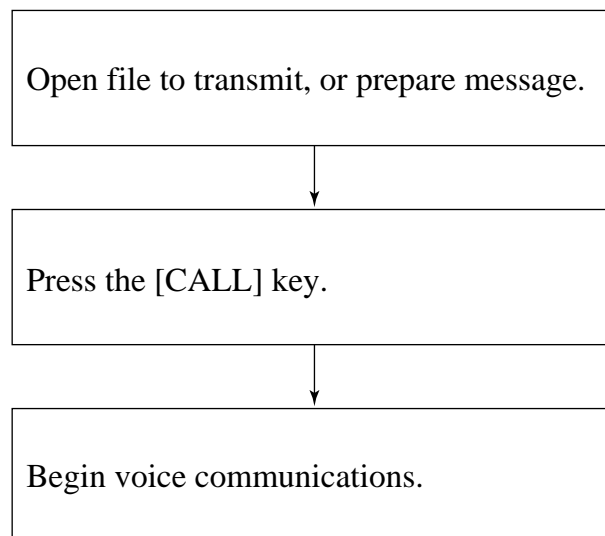 Open file to transmit, or prepare message.
Press the [CALL] key.
Begin voice communications.